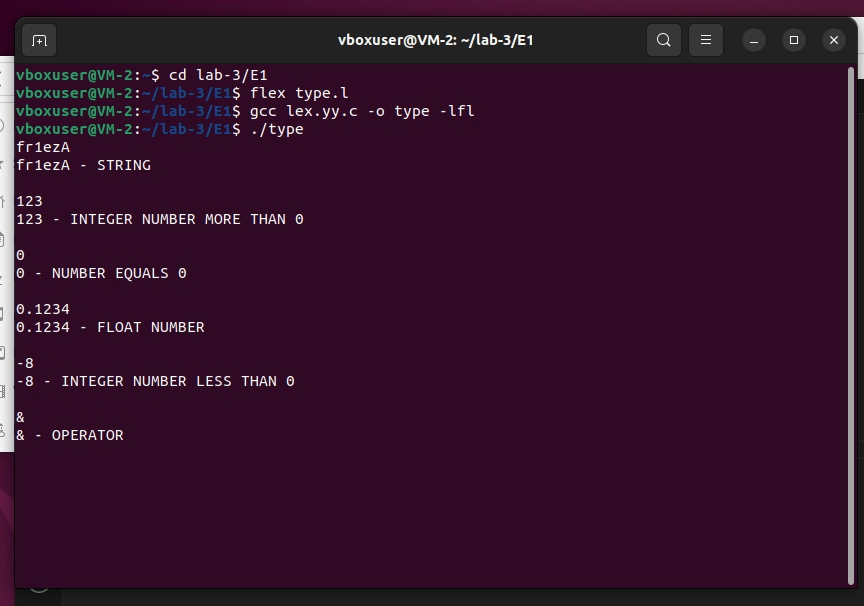 vboxuser@VM-2: ~/lab-3/E1
vboxuser@VM-2:~$ cd lab-3/E1
vboxuser@VM-2:~/lab-3/E1$ flex type.l
vboxuser@VM-2:~/lab-3/E1$ gcc lex.yy.c -o type -lfl
vboxuser@VM-2:~/lab-3/E1$ ./type
fr1ezA
fr1ezA - STRING
123
123 - INTEGER NUMBER MORE THAN 0
0
0 - NUMBER EQUALS 0
0.1234
0.1234 - FLOAT NUMBER
-8
-8 - INTEGER NUMBER LESS THAN 0
&
& - OPERATOR